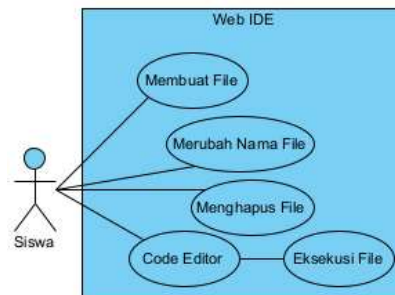 Web IDE
Membuat File
Merubah Nama File
Menghapus File
Siswa
Code Editor
Eksekusi File